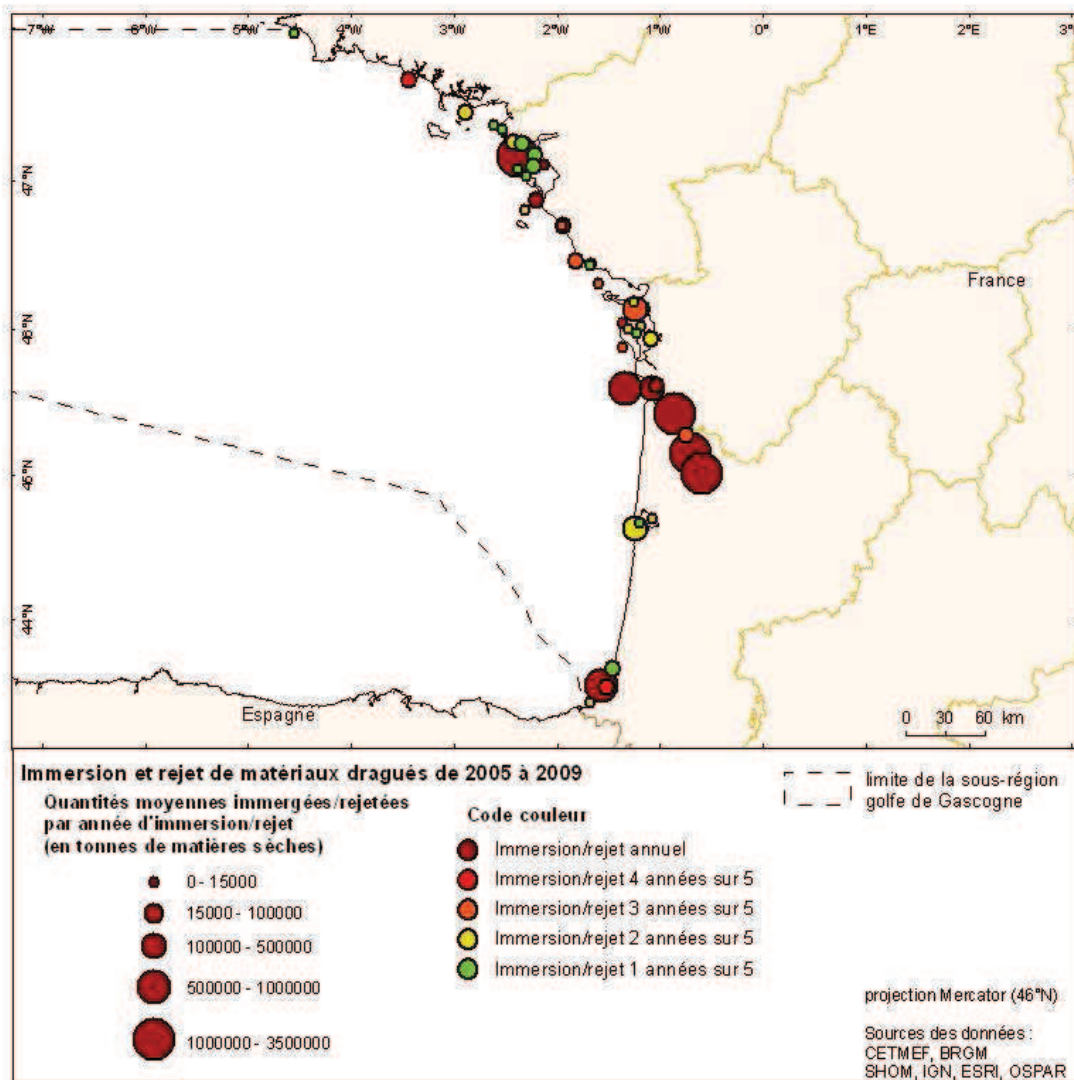 7°W 6°W 5°W 4°W 3°W 2°W 1°W 0° 1°E 2°E 3°
47°N
46°N
45°N
44°N
France
Espagne
0 30 60 km
Immersion et rejet de matériaux dragués de 2005 à 2009
Quantités moyennes immergées/rejetées
par année d'immersion/rejet
(en tonnes de matières sèches)
0 - 15000
15000 - 100000
100000 - 500000
500000 - 1000000
1000000 - 3500000
Code couleur
Immersion/rejet annuel
Immersion/rejet 4 années sur 5
Immersion/rejet 3 années sur 5
Immersion/rejet 2 années sur 5
Immersion/rejet 1 années sur 5
limite de la sous-région
golfe de Gascogne
projection Mercator (46°N)
Sources des données :
CETMEF, BRGM
SHOM, IGN, ESRI, OSPAR